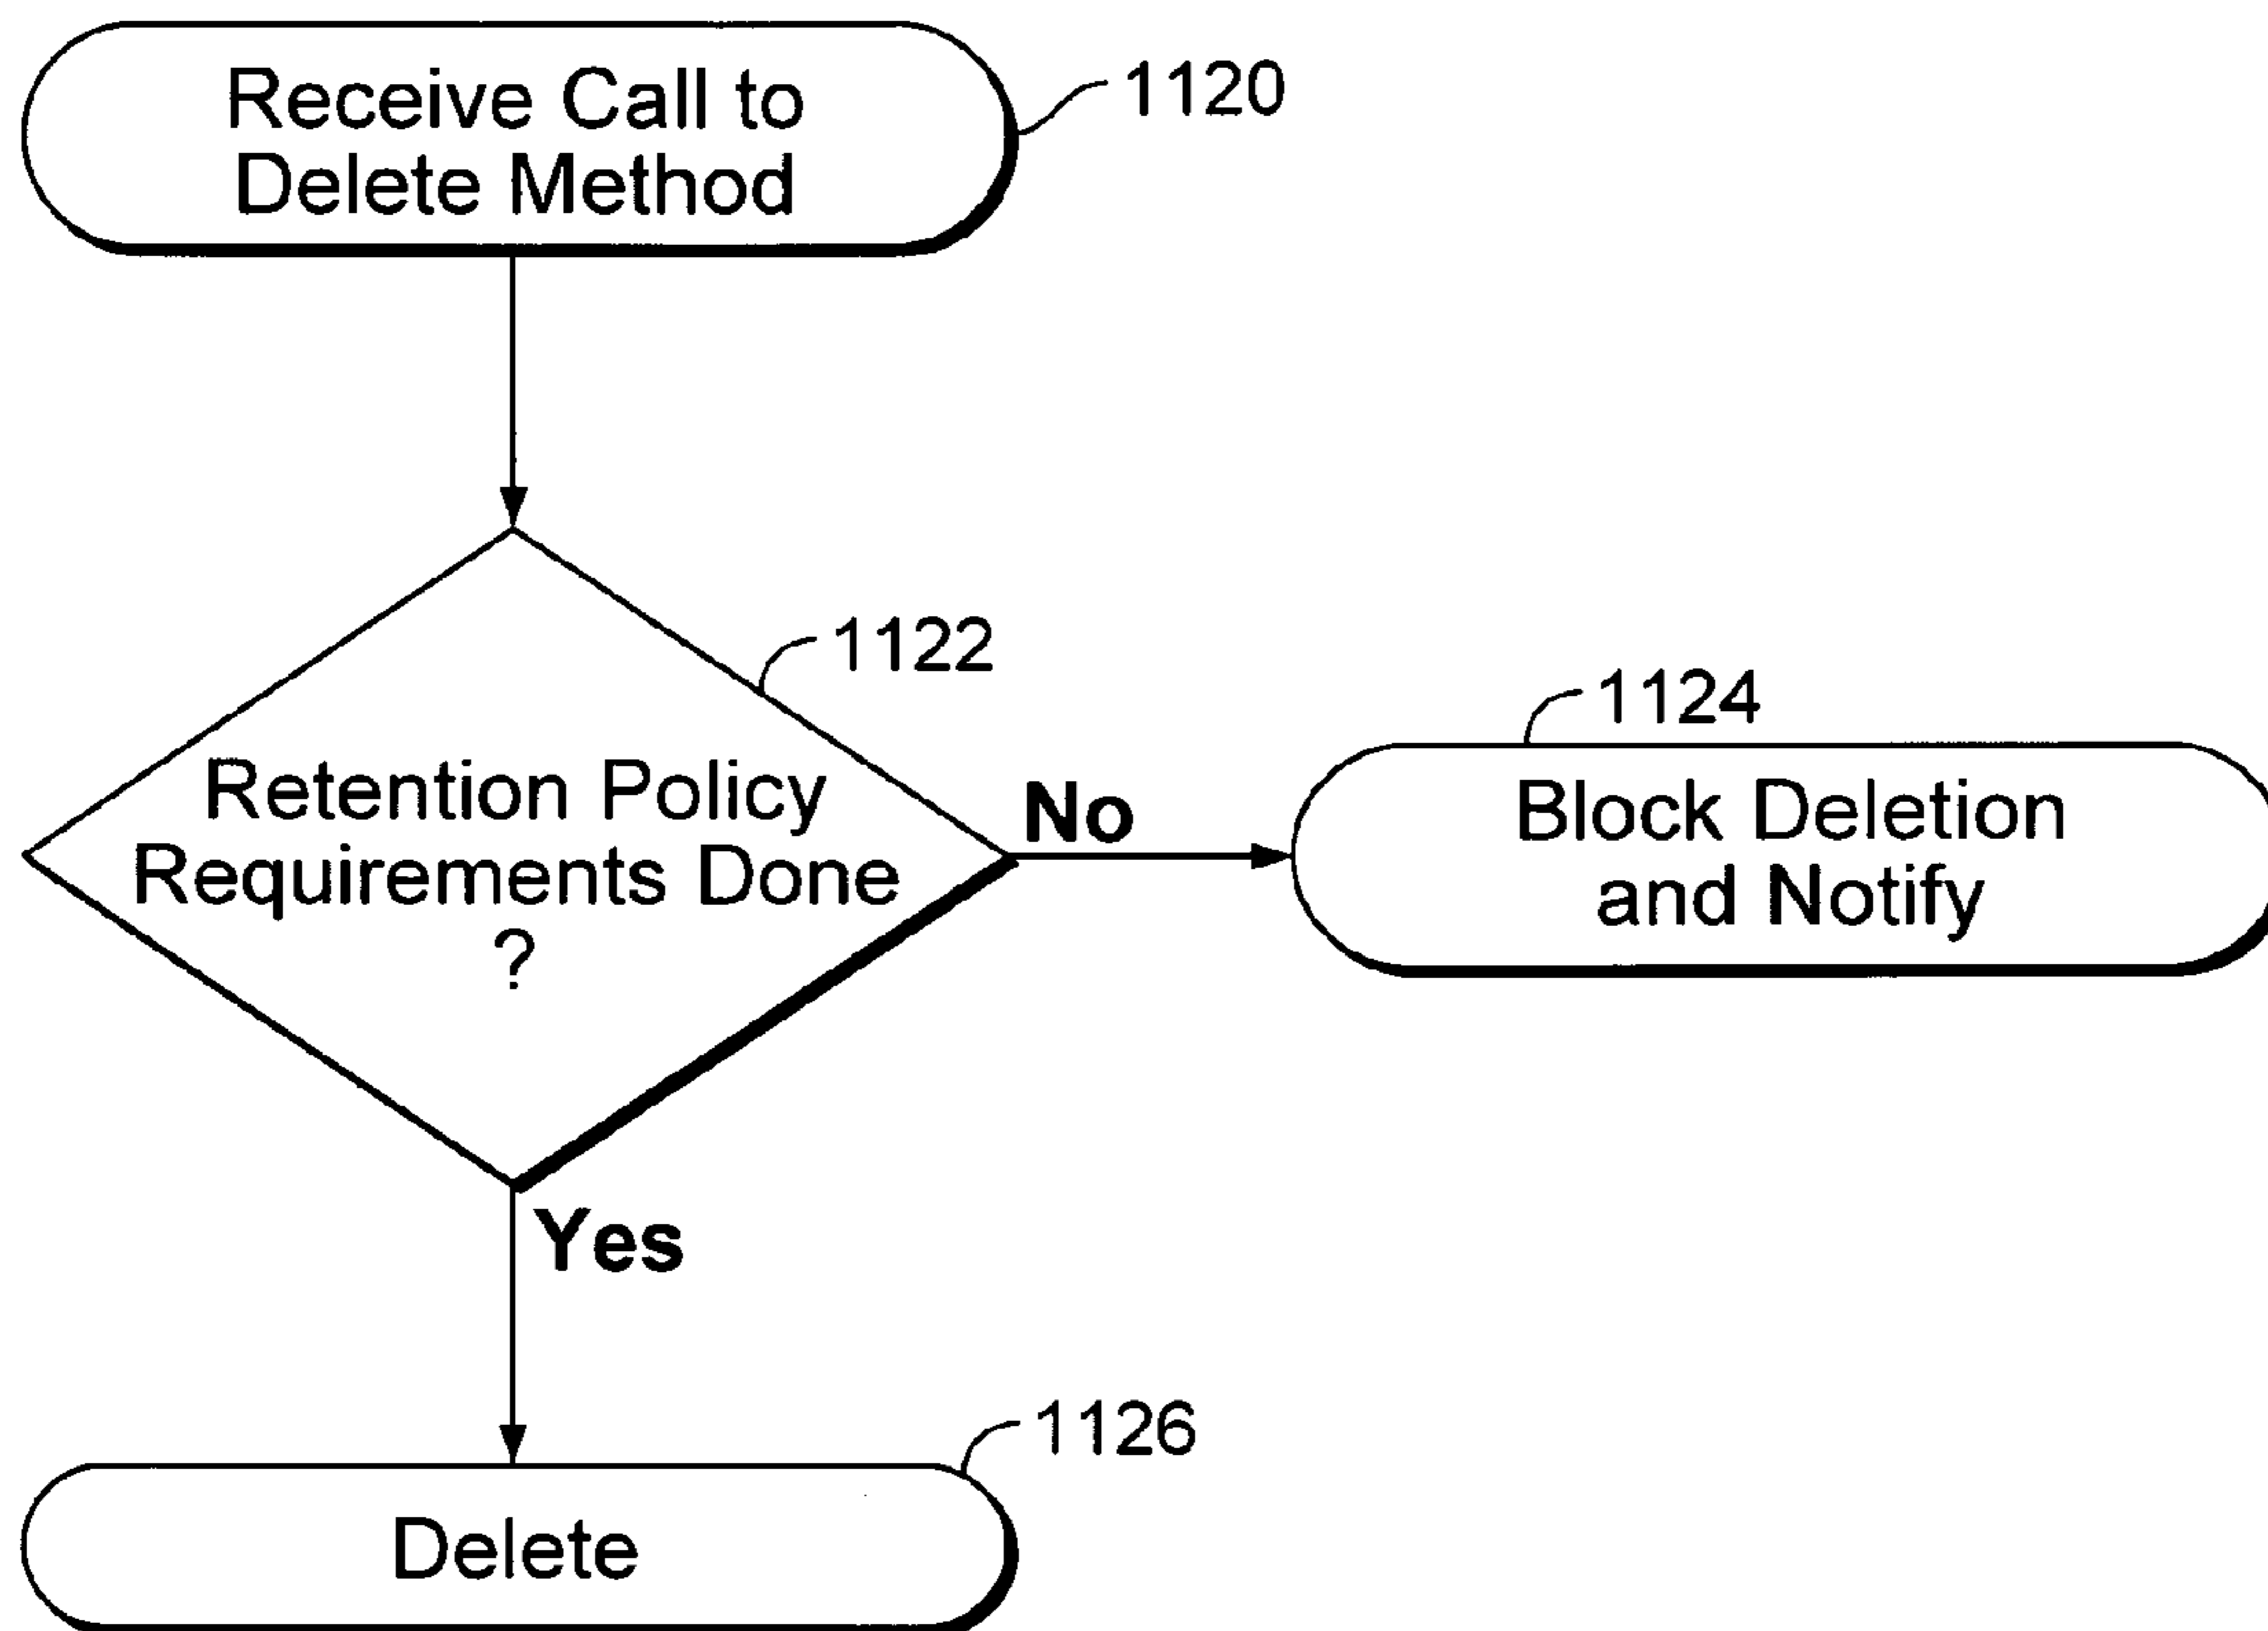 Receive Call to
Delete Method
1120
1122
Retention Policy
Requirements Done
?
No
1124
Block Deletion
and Notify
Yes
1126
Delete